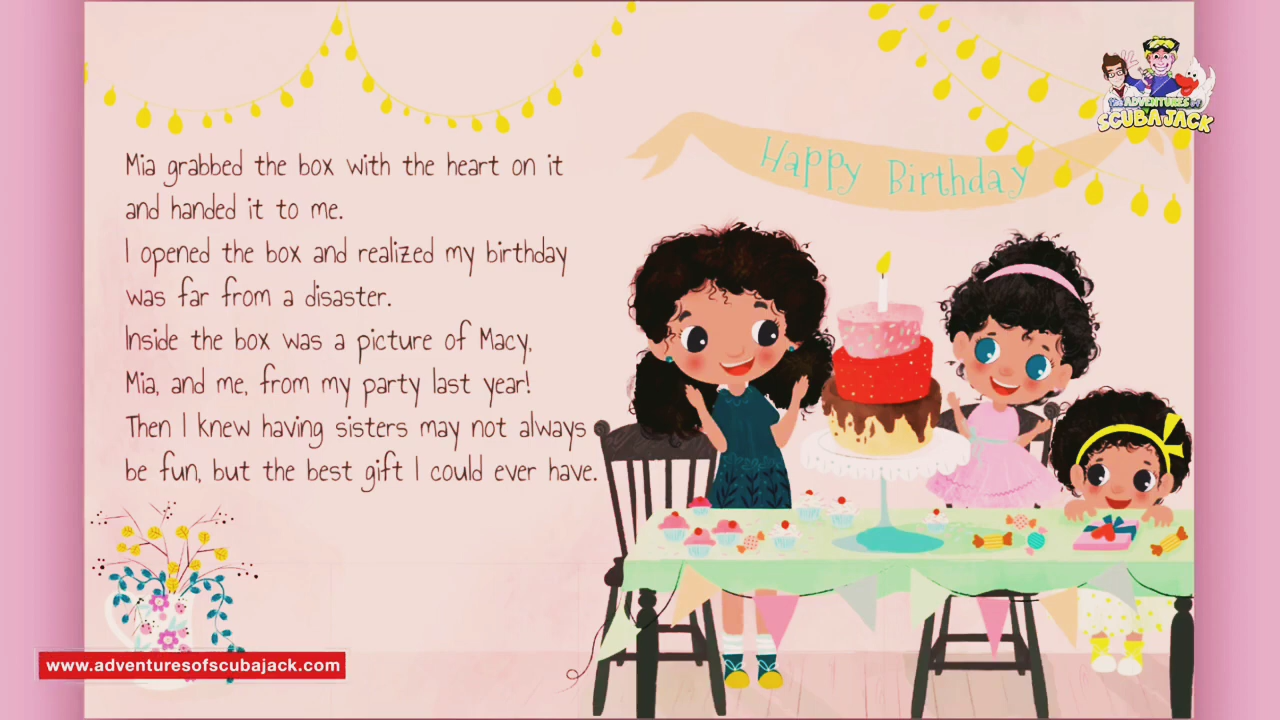 THE ADVENTURES OF
SCUBA JACK
Happy Birthday
Mia grabbed the box with the heart on it
and handed it to me.
I opened the box and realized my birthday
was far from a disaster.
Inside the box was a picture of Macy,
Mia, and me, from my party last year!
Then I knew having sisters may not always
be fun, but the best gift I could ever have.
www.adventuresofscubajack.com